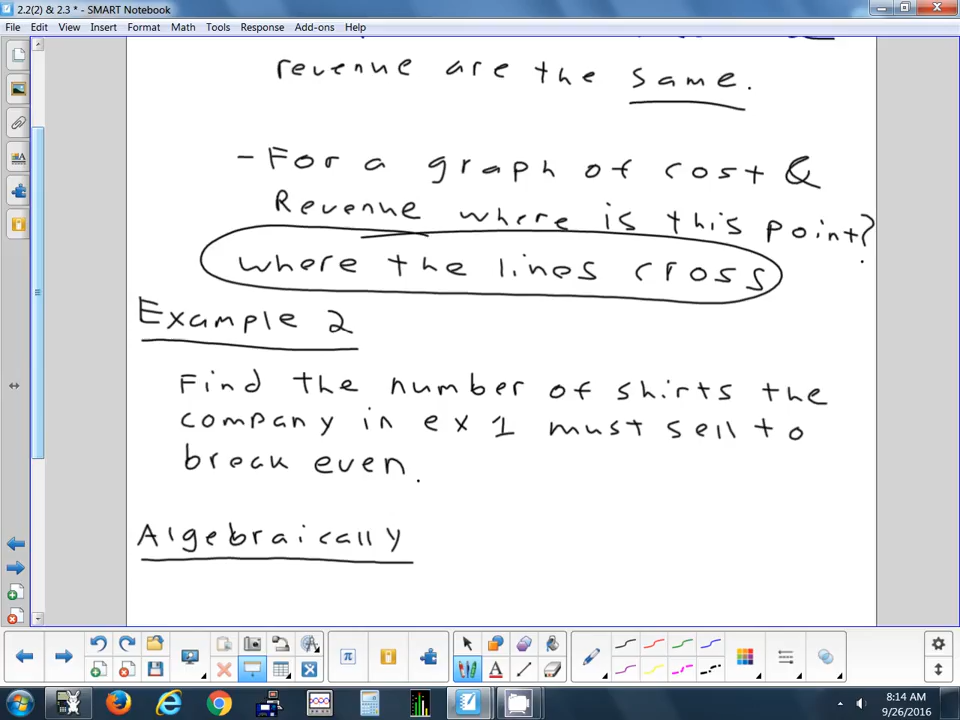 2.2(2) & 2.3 * - SMART Notebook
File Edit View Insert Format Math Tools Response Add-ons Help
revenue are the same.
- For a graph of cost &
Revenue where is this point?
where the lines cross
Example 2
Find the number of shirts the
company in ex 1 must sell to
break even.
Algebraically
8:14 AM
9/26/2016